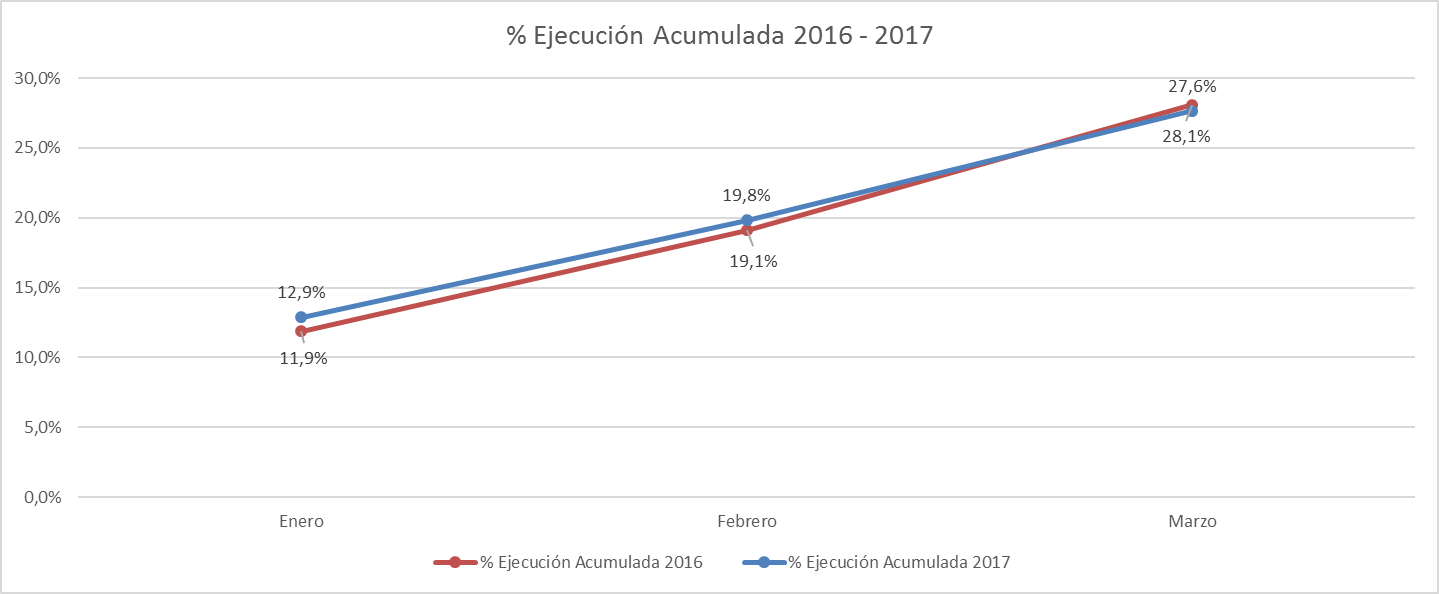 % Ejecución Acumulada 2016 - 2017
30,0%
25,0%
20,0%
15,0%
10,0%
5,0%
0,0%
12,9%
11,9%
19,8%
19,1%
27,6%
28,1%
Enero
Febrero
Marzo
% Ejecución Acumulada 2016
% Ejecución Acumulada 2017